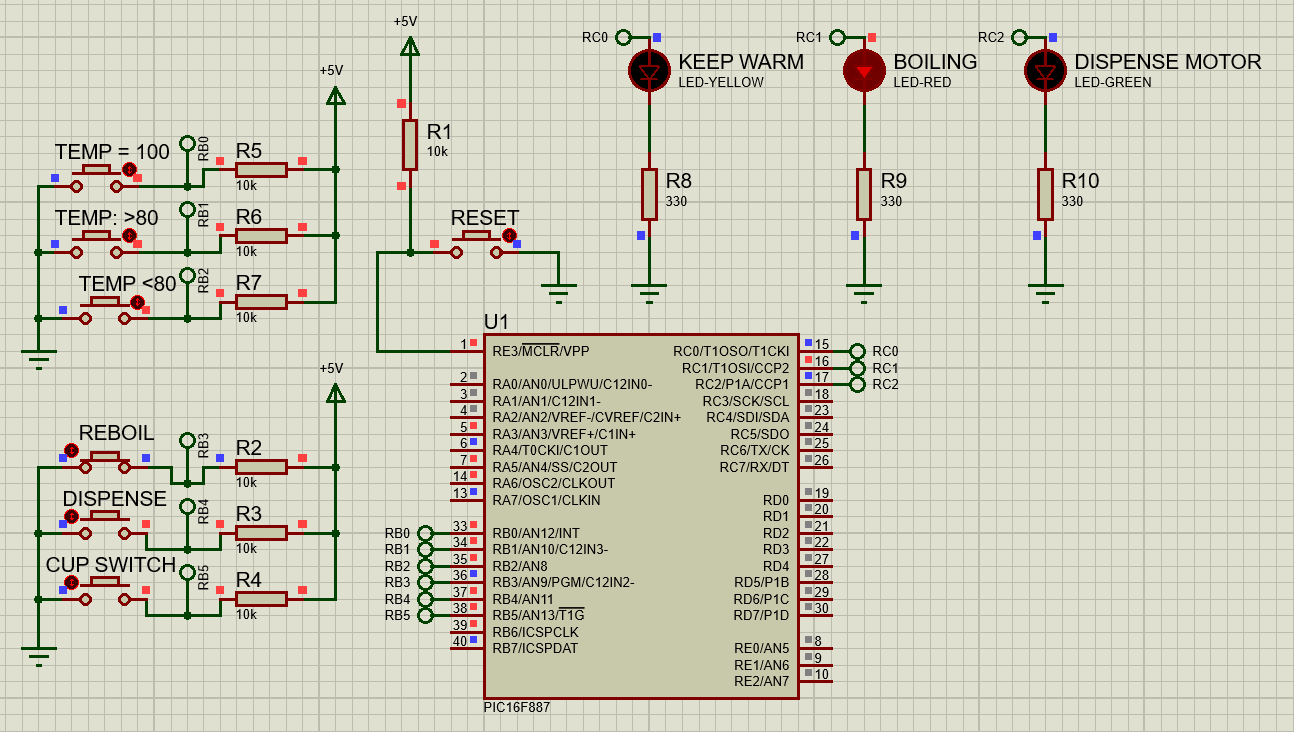 +5V
+5V
RC0
KEEP WARM
LED-YELLOW
RC1
BOILING
LED-RED
RC2
DISPENSE MOTOR
LED-GREEN
TEMP = 100
RB0
R5
10k
TEMP: >80
RB1
R6
10k
TEMP <80
RB2
R7
10k
R1
10k
RESET
R8
330
R9
330
R10
330
+5V
REBOIL
RB3
R2
10k
DISPENSE
RB4
R3
10k
CUP SWITCH
RB5
R4
10k
U1
1 RE3/MCLR/VPP
2 RA0/AN0/ULPWU/C12IN0-
3 RA1/AN1/C12IN1-
4 RA2/AN2/VREF-/CVREF/C2IN+
5 RA3/AN3/VREF+/C1IN+
6 RA4/T0CKI/C1OUT
7 RA5/AN4/SS/C2OUT
14 RA6/OSC2/CLKOUT
13 RA7/OSC1/CLKIN
RB0 33 RB0/AN12/INT
RB1 34 RB1/AN10/C12IN3-
RB2 35 RB2/AN8
RB3 36 RB3/AN9/PGM/C12IN2-
RB4 37 RB4/AN11
RB5 38 RB5/AN13/T1G
39 RB6/ICSPCLK
40 RB7/ICSPDAT
RC0/T1OSO/T1CKI 15 RC0
RC1/T1OSI/CCP2 16 RC1
RC2/P1A/CCP1 17 RC2
RC3/SCK/SCL 18
RC4/SDI/SDA 23
RC5/SDO 24
RC6/TX/CK 25
RC7/RX/DT 26
RD0 19
RD1 20
RD2 21
RD3 22
RD4 27
RD5/P1B 28
RD6/P1C 29
RD7/P1D 30
RE0/AN5 8
RE1/AN6 9
RE2/AN7 10
PIC16F887